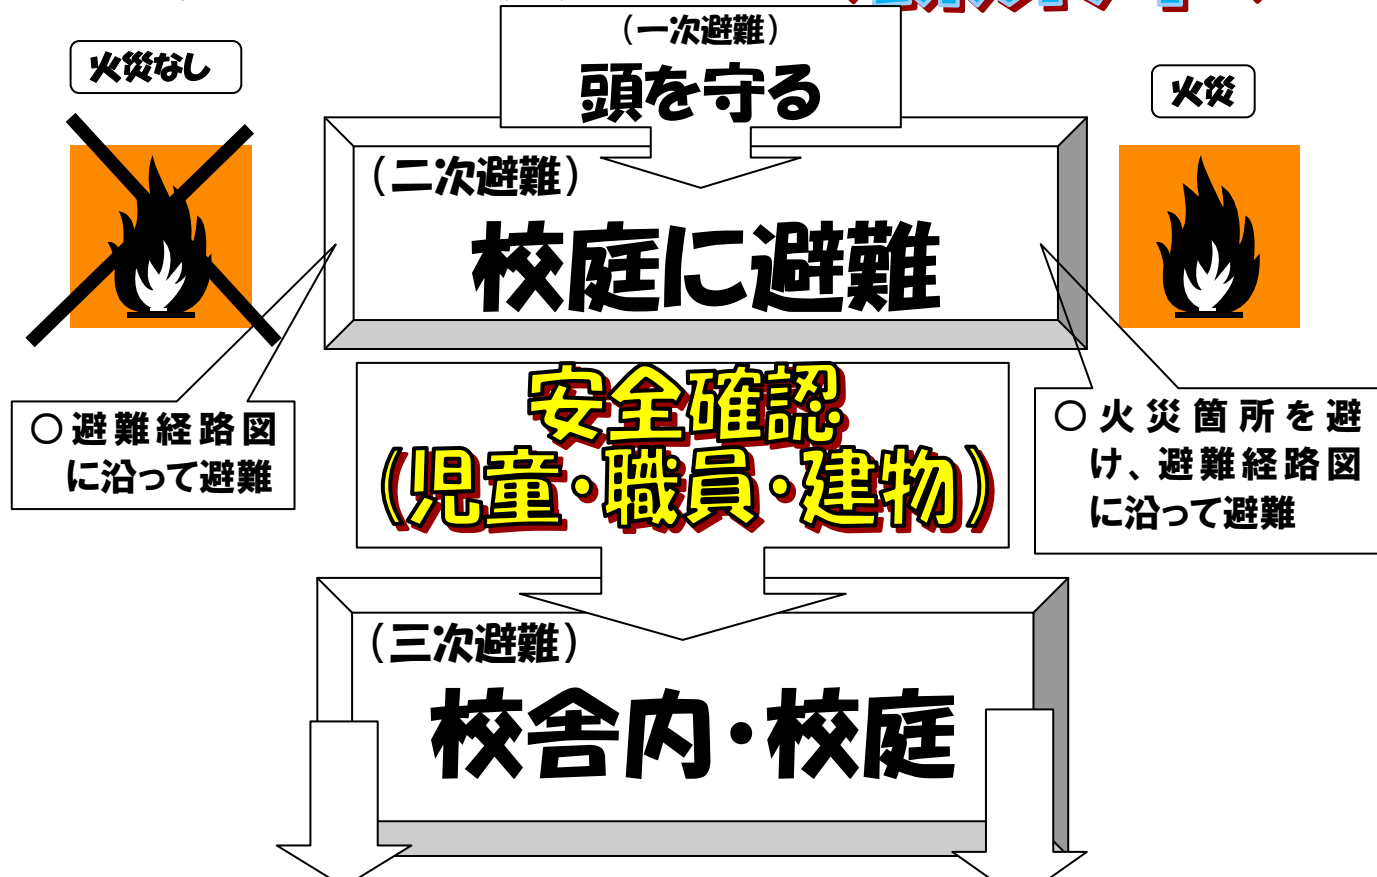 (一次避難)
頭を守る
火災なし
火災
(二次避難)
校庭に避難
○避難経路図
に沿って避難
安全確認
(児童・職員・建物)
○火災箇所を避
け、避難経路図
に沿って避難
(三次避難)
校舎内・校庭